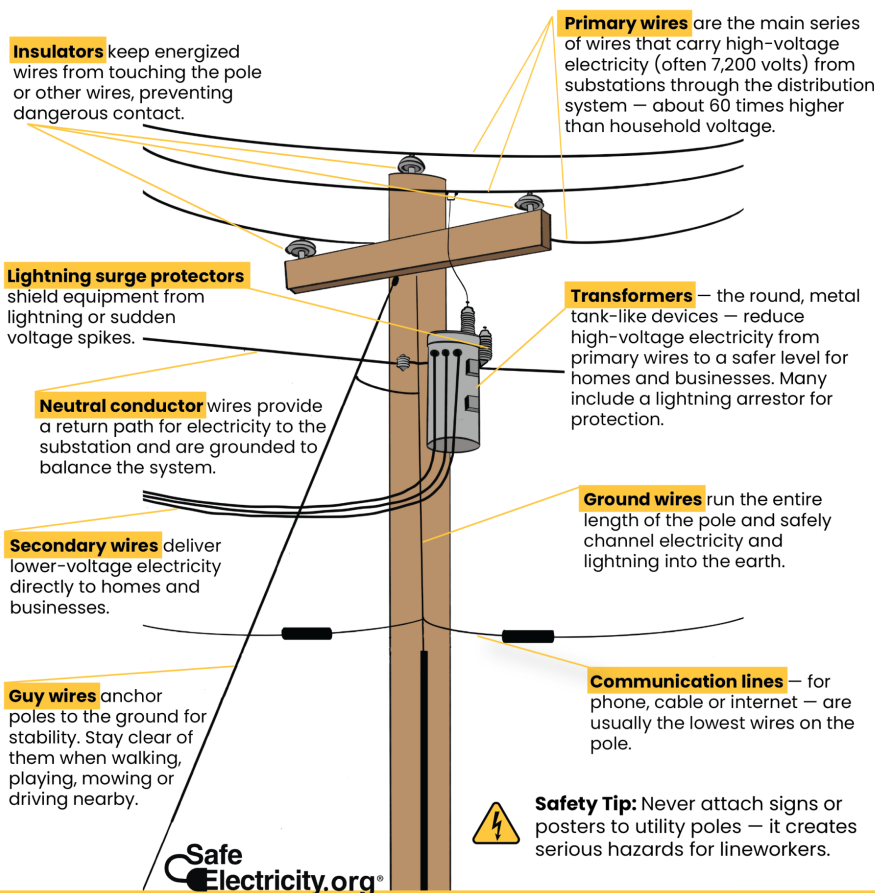 Insulators keep energized
wires from touching the pole
or other wires, preventing
dangerous contact.
Primary wires are the main series
of wires that carry high-voltage
electricity (often 7,200 volts) from
substations through the distribution
system — about 60 times higher
than household voltage.
Lightning surge protectors
shield equipment from
lightning or sudden
voltage spikes.
Transformers — the round, metal
tank-like devices — reduce
high-voltage electricity from
primary wires to a safer level for
homes and businesses. Many
include a lightning arrestor for
protection.
Neutral conductor wires provide
a return path for electricity to the
substation and are grounded to
balance the system.
Ground wires run the entire
length of the pole and safely
channel electricity and
lightning into the earth.
Secondary wires deliver
lower-voltage electricity
directly to homes and
businesses.
Communication lines — for
phone, cable or internet — are
usually the lowest wires on the
pole.
Guy wires anchor
poles to the ground for
stability. Stay clear of
them when walking,
playing, mowing or
driving nearby.
Safety Tip: Never attach signs or
posters to utility poles — it creates
serious hazards for lineworkers.
Safe
Electricity.org®